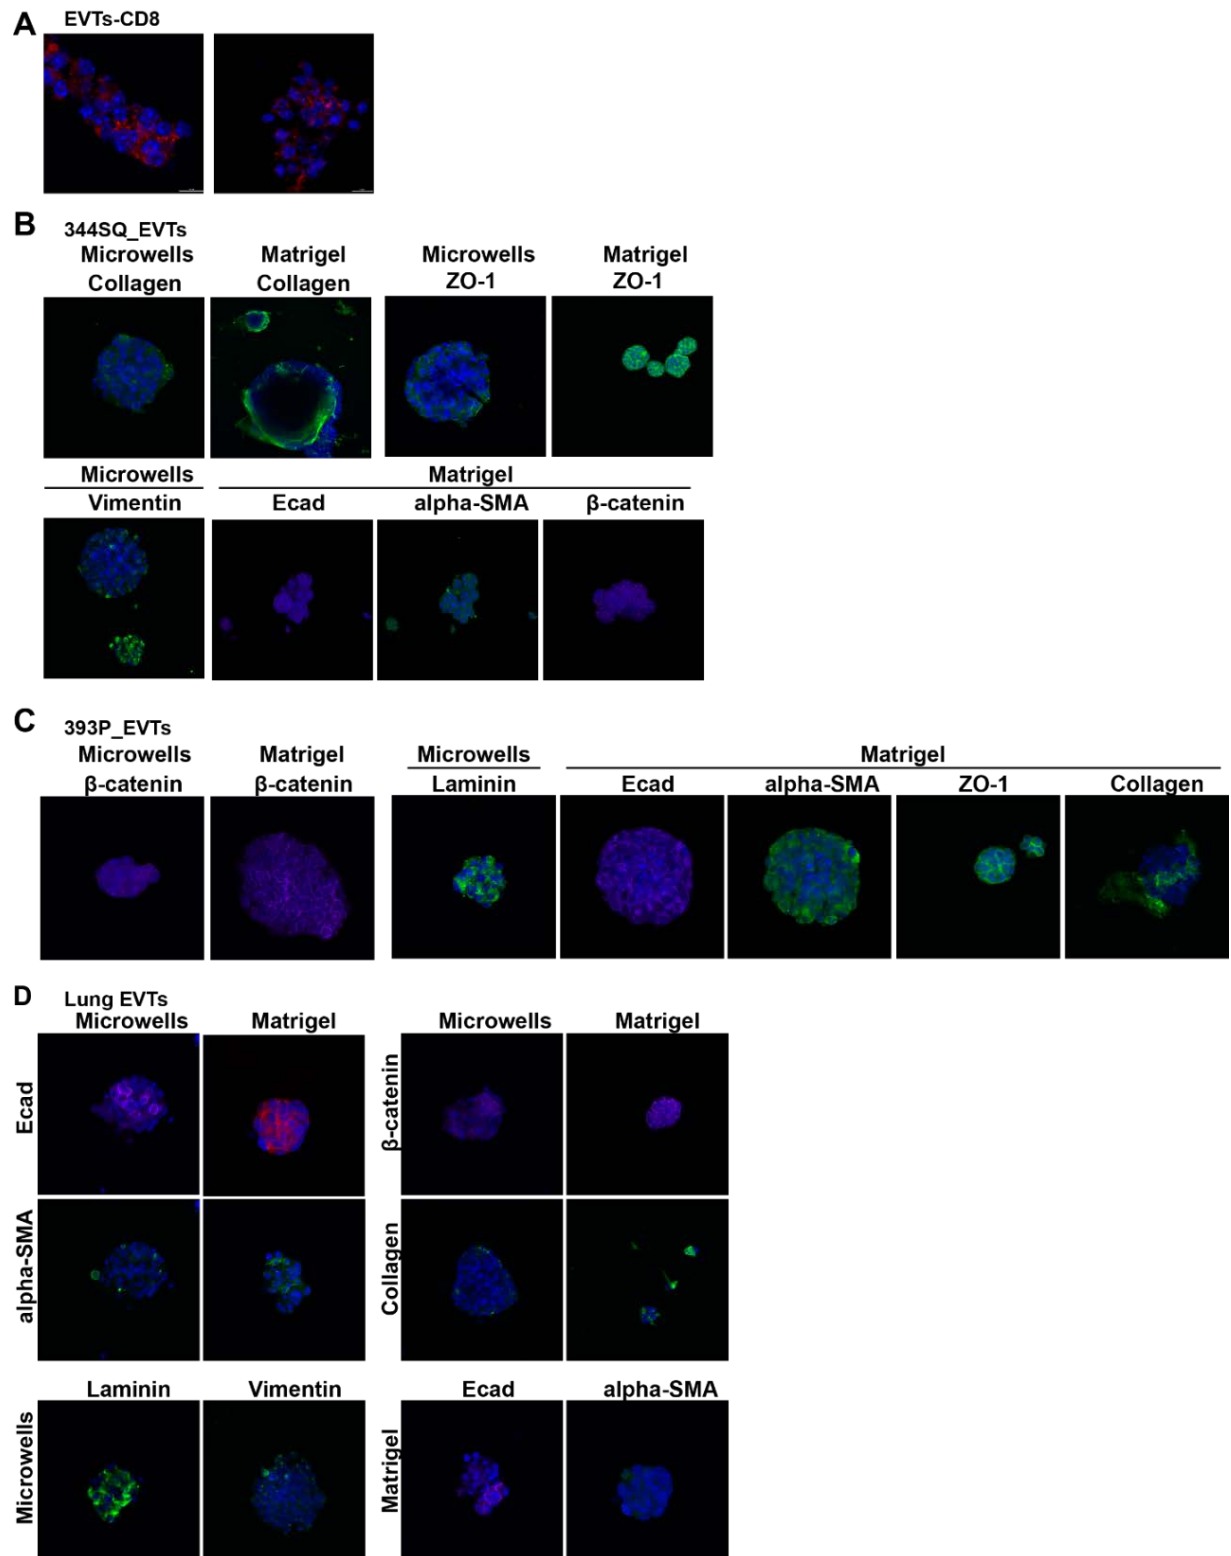 A EVTs-CD8
B 344SQ_EVTs
Microwells Matrigel Microwells Matrigel
Collagen Collagen ZO-1 ZO-1
Microwells Matrigel
Vimentin Ecad alpha-SMA β-catenin
C 393P_EVTs
Microwells Matrigel Microwells Matrigel
β-catenin β-catenin Laminin Ecad alpha-SMA ZO-1 Collagen
D Lung EVTs
Microwells Matrigel Microwells Matrigel
Ecad β-catenin
alpha-SMA Collagen
Laminin Vimentin Ecad alpha-SMA
Microwells Matrigel